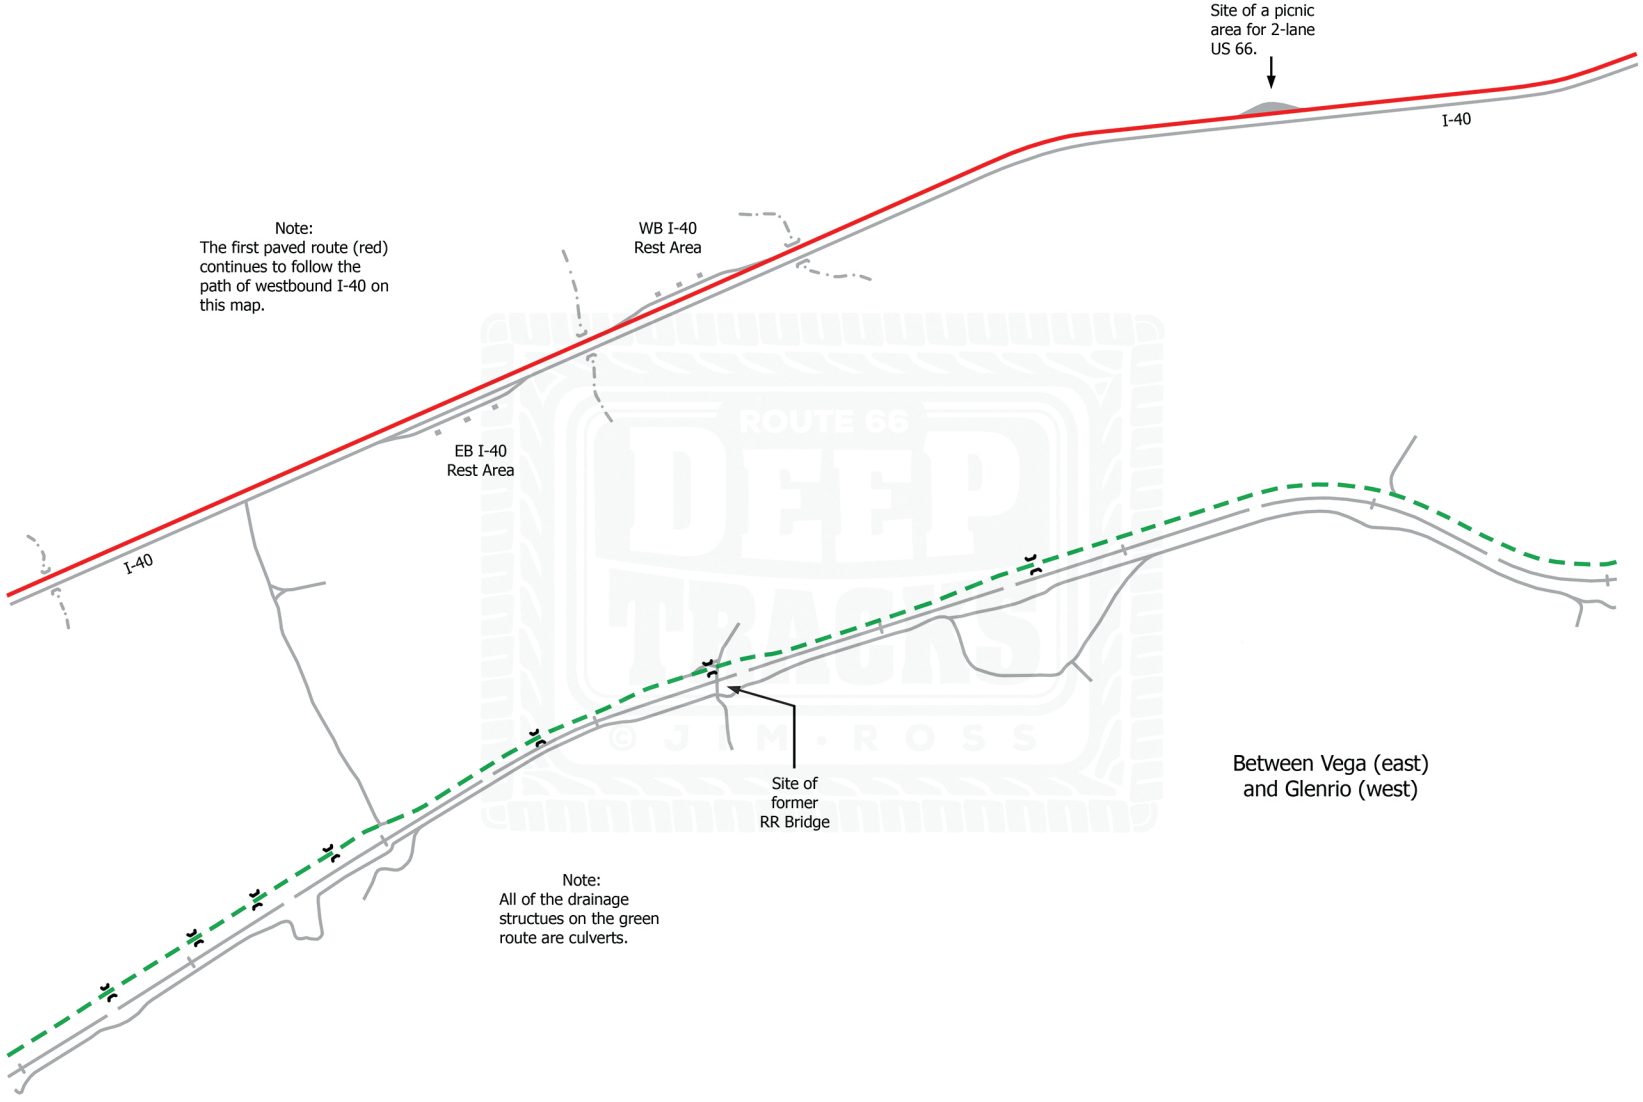 Site of a picnic
area for 2-lane
US 66.
I-40
Note:
The first paved route (red)
continues to follow the
path of westbound I-40 on
this map.
WB I-40
Rest Area
EB I-40
Rest Area
I-40
ROUTE 66
DEEP
TRACKS
© JIM • ROSS
Site of
former
RR Bridge
Between Vega (east)
and Glenrio (west)
Note:
All of the drainage
structues on the green
route are culverts.